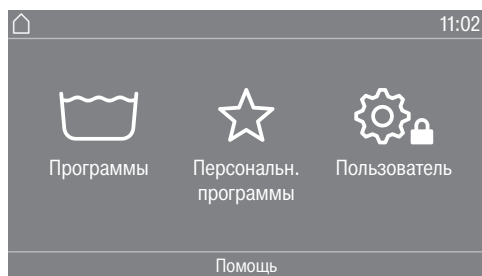 11:02
Программы
Персональн.
программы
Пользователь
Помощь